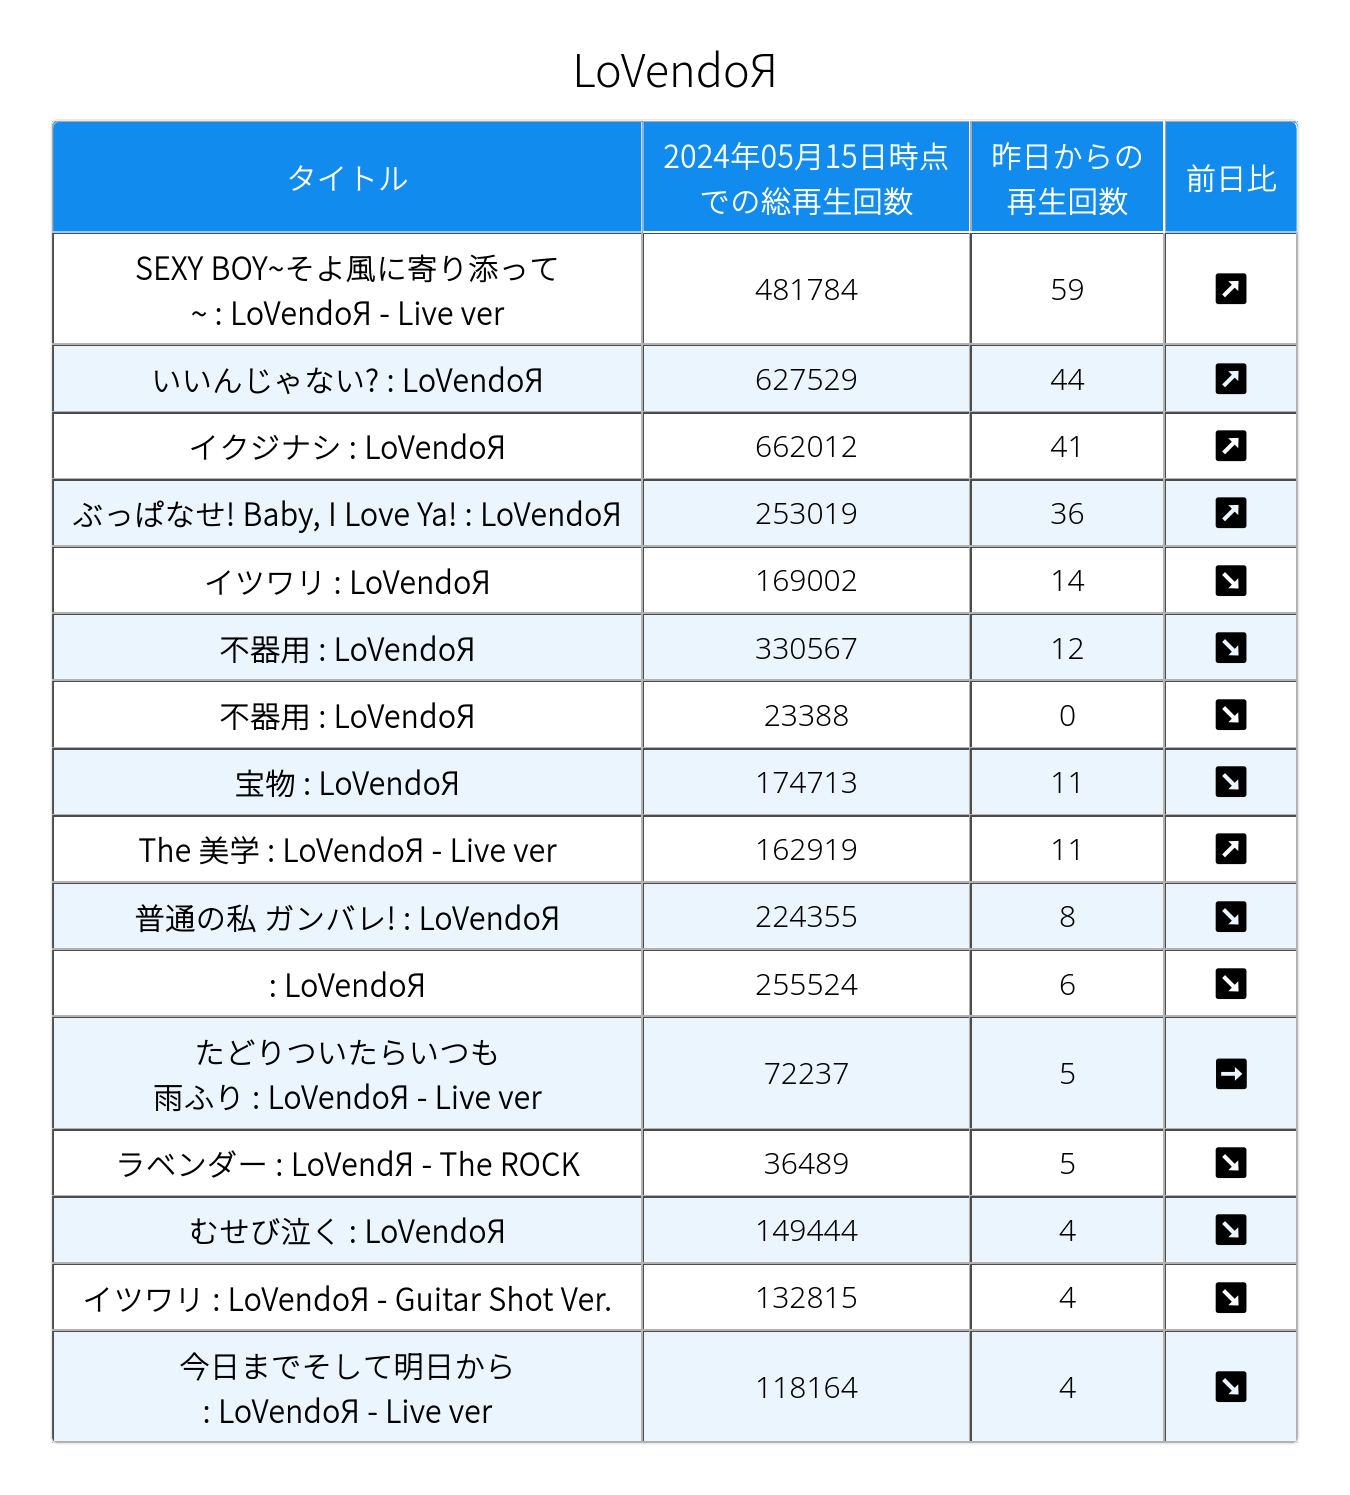 LoVendoЯ
タイトル
2024年05月15日時点
での総再生回数
昨日からの
再生回数
前日比
SEXY BOY~そよ風に寄り添って
~ : LoVendoЯ - Live ver
481784
59
いいんじゃない? : LoVendoЯ
627529
44
イクジナシ : LoVendoЯ
662012
41
ぶっぱなせ! Baby, I Love Ya! : LoVendoЯ
253019
36
イツワリ : LoVendoЯ
169002
14
不器用 : LoVendoЯ
330567
12
不器用 : LoVendoЯ
23388
0
宝物 : LoVendoЯ
174713
11
The 美学 : LoVendoЯ - Live ver
162919
11
普通の私 ガンバレ! : LoVendoЯ
224355
8
: LoVendoЯ
255524
6
たどりついたらいつも
雨ふり : LoVendoЯ - Live ver
72237
5
ラベンダー : LoVendЯ - The ROCK
36489
5
むせび泣く : LoVendoЯ
149444
4
イツワリ : LoVendoЯ - Guitar Shot Ver.
132815
4
今日までそして明日から
: LoVendoЯ - Live ver
118164
4